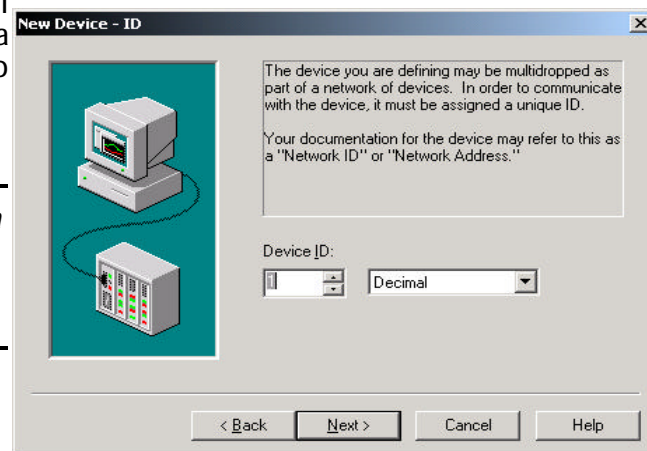 New Device - ID
The device you are defining may be multidropped as
part of a network of devices. In order to communicate
with the device, it must be assigned a unique ID.
Your documentation for the device may refer to this as
a "Network ID" or "Network Address."
Device ID:
1 Decimal
< Back Next > Cancel Help